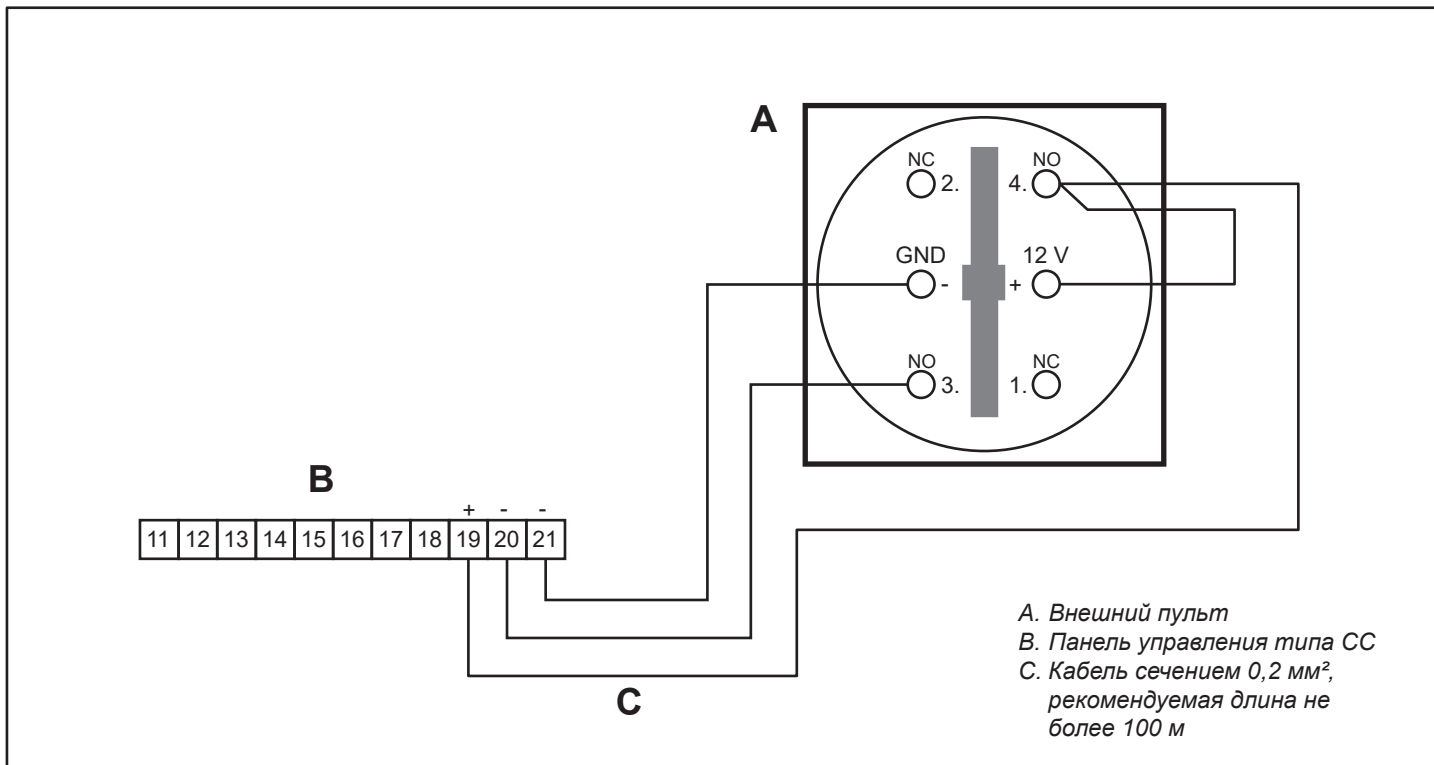 A
NC
NO
2.
4.
GND
12 V
-
+
NO
NC
3.
1.
B
+ - -
11 12 13 14 15 16 17 18 19 20 21
C
A. Внешний пульт
B. Панель управления типа CC
C. Кабель сечением 0,2 мм²,
рекомендуемая длина не
более 100 м